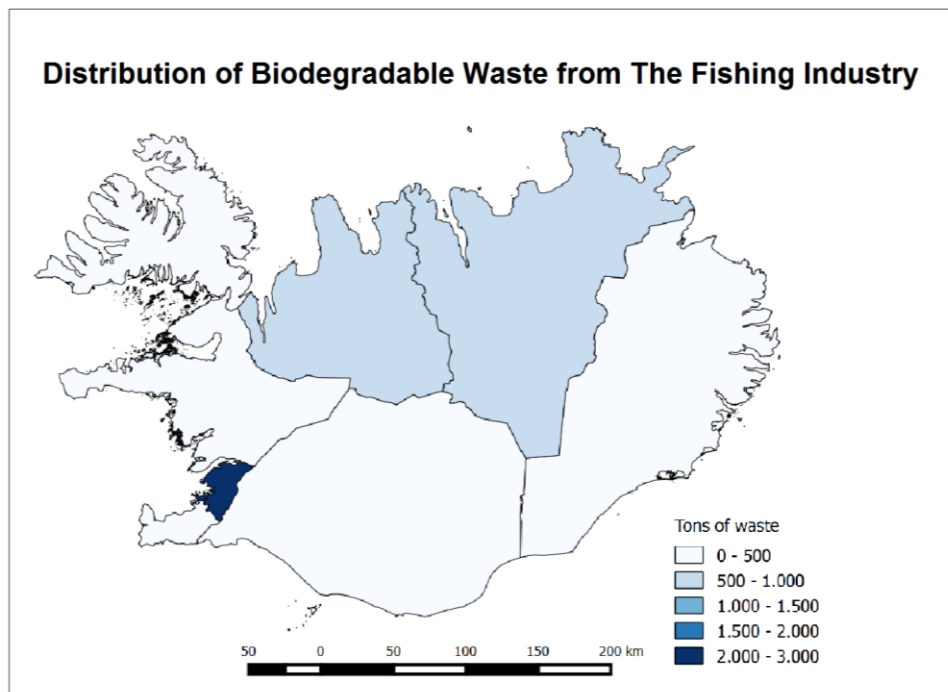 Distribution of Biodegradable Waste from The Fishing Industry
Tons of waste
0 - 500
500 - 1.000
1.000 - 1.500
1.500 - 2.000
2.000 - 3.000
50 0 50 100 150 200 km